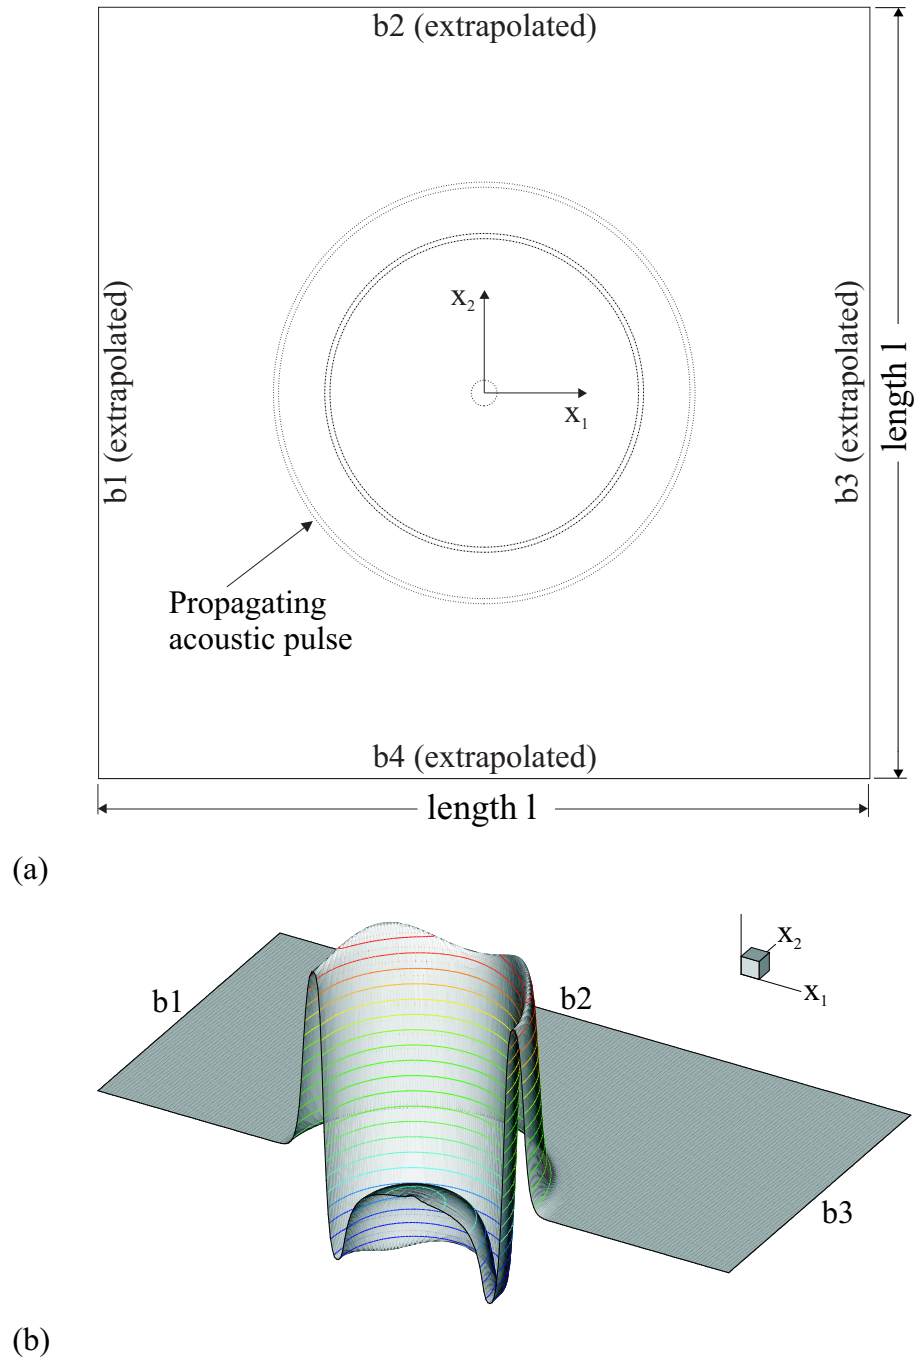 b2 (extrapolated)
x2
x1
b1 (extrapolated)
b3 (extrapolated)
length l
Propagating
acoustic pulse
b4 (extrapolated)
length l
(a)
x2
x1
b1
b2
b3
(b)